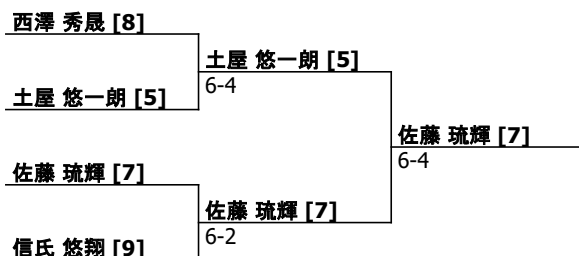 西澤 秀晟 [8]
土屋 悠一朗 [5]
6-4
土屋 悠一朗 [5]
佐藤 琉輝 [7]
6-4
佐藤 琉輝 [7]
佐藤 琉輝 [7]
6-2
信氏 悠翔 [9]